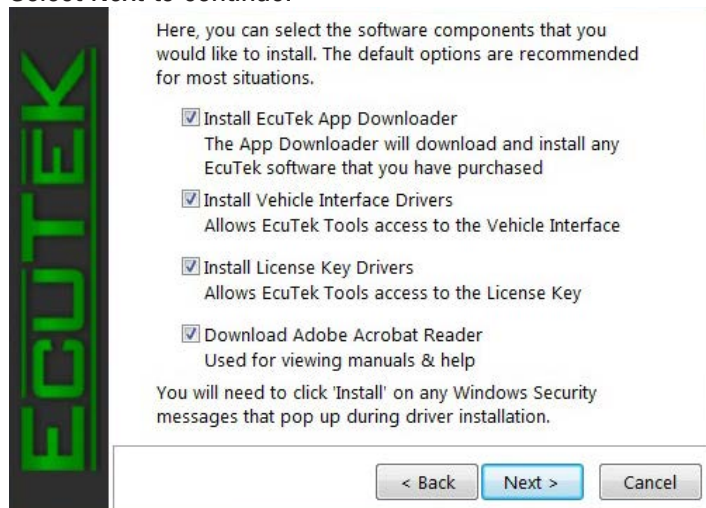 Select Next to continue.
ECUTEK
Here, you can select the software components that you
would like to install. The default options are recommended
for most situations.
Install EcuTek App Downloader
The App Downloader will download and install any
EcuTek software that you have purchased
Install Vehicle Interface Drivers
Allows EcuTek Tools access to the Vehicle Interface
Install License Key Drivers
Allows EcuTek Tools access to the License Key
Download Adobe Acrobat Reader
Used for viewing manuals & help
You will need to click 'Install' on any Windows Security
messages that pop up during driver installation.
< Back Next > Cancel